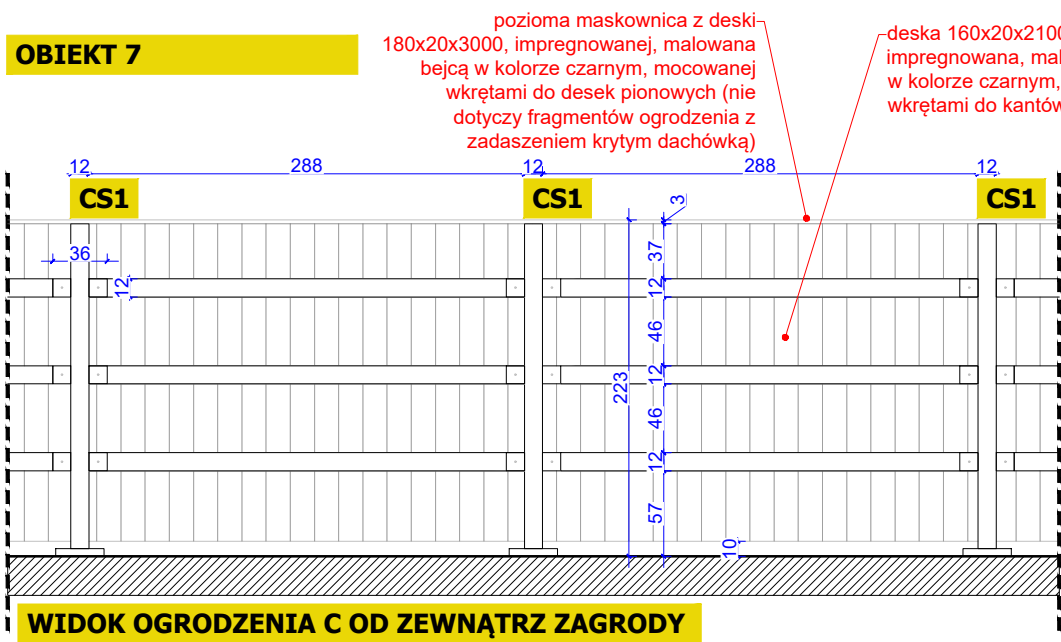 OBIEKT 7
pozioma maskownica z deski
180x20x3000, impregnowanej, malowana
bejcą w kolorze czarnym, mocowanej
wkrętami do desek pionowych (nie
dotyczy fragmentów ogrodzenia z
zadaszeniem krytym dachówką)
deska 160x20x2100
impregnowana, mal
w kolorze czarnym,
wkrętami do kantów
12
288
12
288
12
CS1
CS1
CS1
3
36
37
12
12
46
223
12
46
12
57
10
WIDOK OGRODZENIA C OD ZEWNĄTRZ ZAGRODY